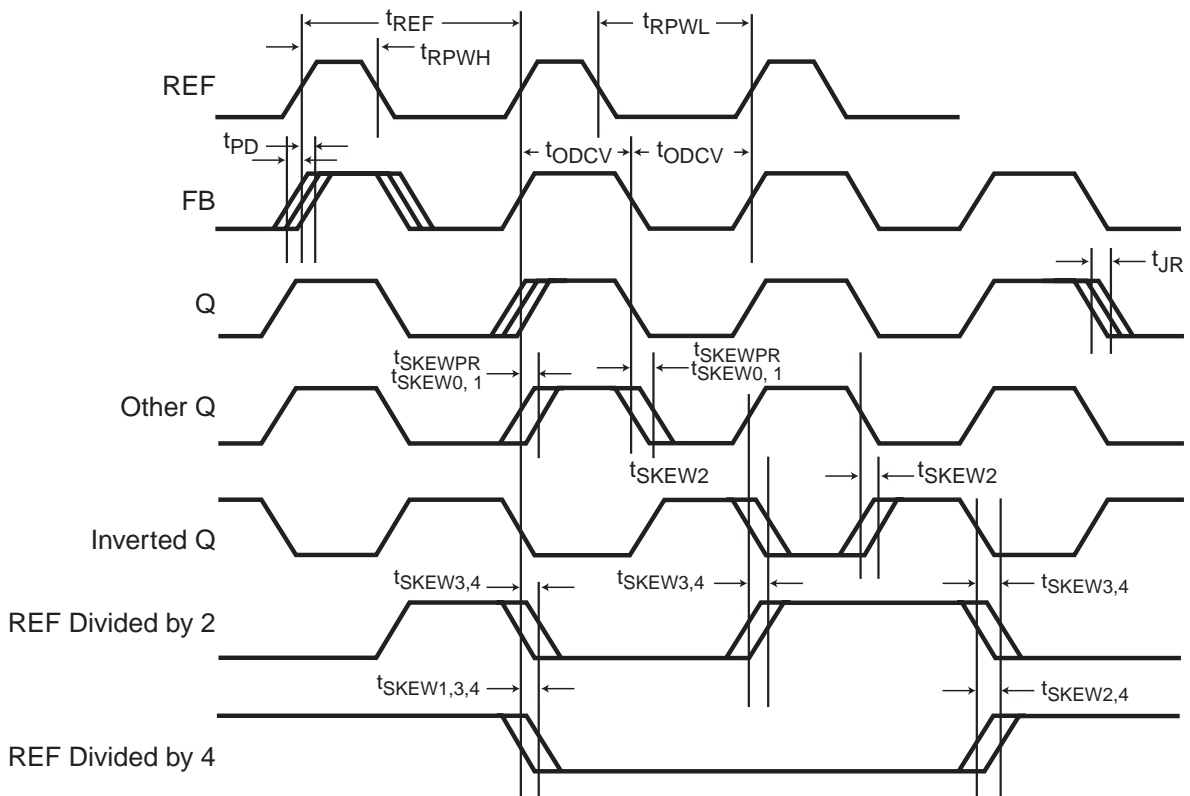 tREF
tRPWL
tRPWH
REF
tPD
tODCV
tODCV
FB
tJR
Q
tSKEWPR
tSKEW0, 1
tSKEWPR
tSKEW0, 1
Other Q
tSKEW2
tSKEW2
Inverted Q
tSKEW3,4
tSKEW3,4
tSKEW3,4
REF Divided by 2
tSKEW1,3,4
tSKEW2,4
REF Divided by 4